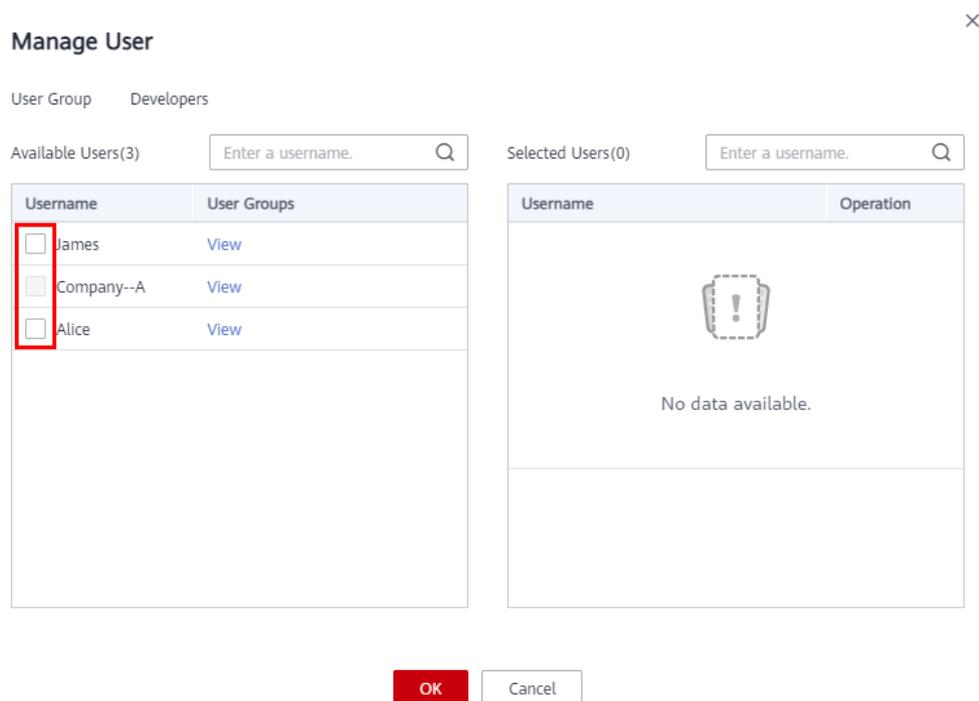 Manage User
User Group Developers
Available Users(3) Enter a username. Selected Users(0) Enter a username.
Username User Groups Username Operation
James View
Company--A View
Alice View
No data available.
OK Cancel